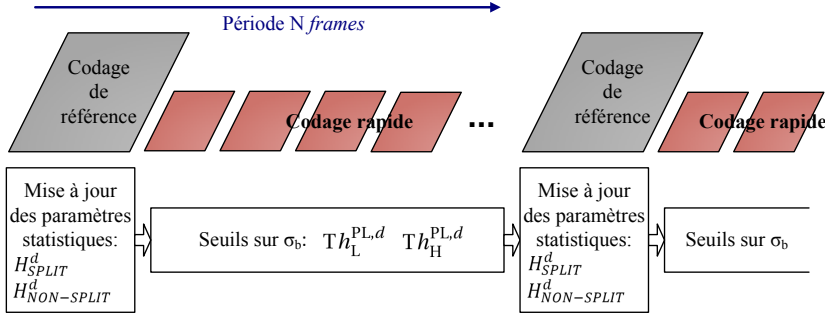 Période N frames
Codage
de
référence
Codage rapide
...
Codage
de
référence
Codage rapide
Mise à jour
des paramètres
statistiques:
H^d_SPLIT
H^d_NON−SPLIT
Seuils sur σb: Th_L^PL,d Th_H^PL,d
Mise à jour
des paramètres
statistiques:
H^d_SPLIT
H^d_NON−SPLIT
Seuils sur σb